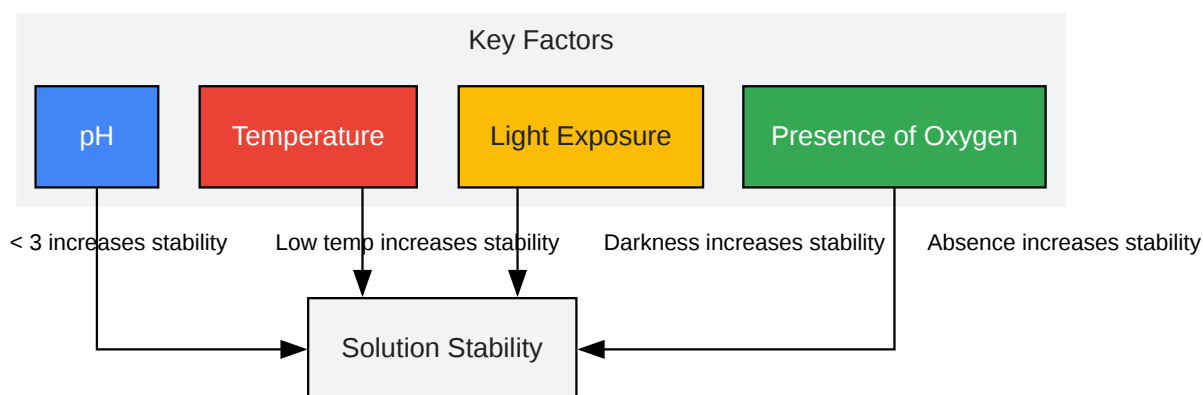 Key Factors
pH
Temperature
Light Exposure
Presence of Oxygen
< 3 increases stability
Low temp increases stability
Darkness increases stability
Absence increases stability
Solution Stability